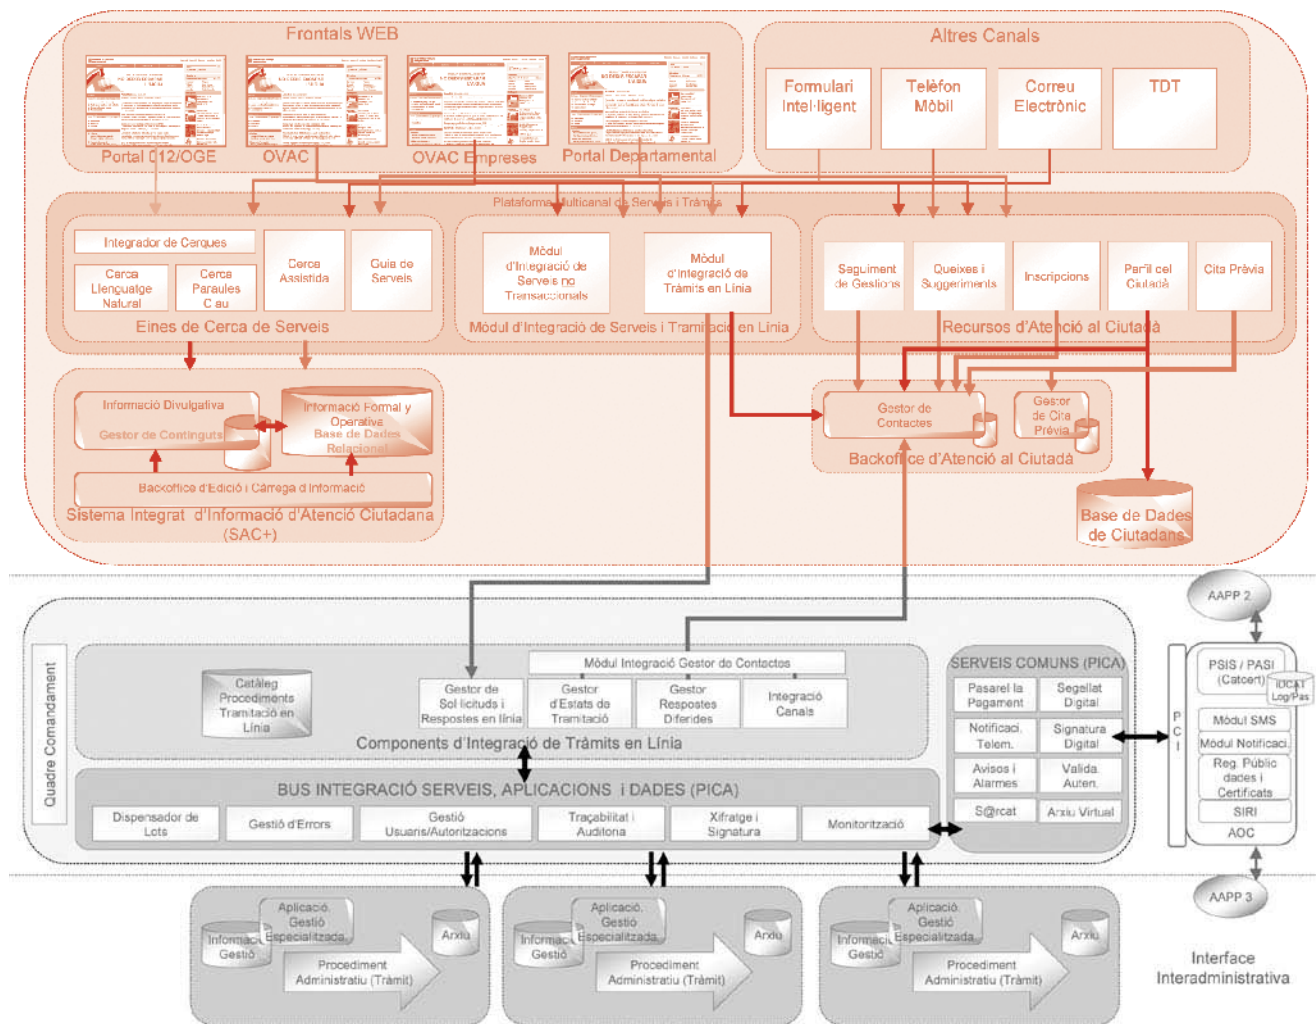 Frontals WEB
Altres Canals
Portal 012/OGE
OVAC
OVAC Empreses
Portal Departamental
Formulari
Intel·ligent
Telèfon
Mòbil
Correu
Electrònic
TDT
Plataforma Multicanal de Serveis i Tràmits
Integrador de Cerques
Cerca
Llenguatge
Natural
Cerca
Paraules
Clau
Cerca
Assistida
Guia de
Serveis
Eines de Cerca de Serveis
Mòdul
d'Integració de
Serveis no
Transaccionals
Mòdul
d'Integració de
Tràmits en Línia
Mòdul d'Integració de Serveis i Tramitació en Línia
Seguiment
de Gestions
Queixes i
Suggeriments
Inscripcions
Perfil del
Ciutadà
Cita Prèvia
Recursos d'Atenció al Ciutadà
Informació Divulgativa
Gestor de Continguts
Informació Formal y
Operativa
Base de Dades
Relacional
Backoffice d'Edició i Càrrega d'Informació
Sistema Integrat d'Informació d'Atenció Ciutadana
(SAC+)
Gestor de
Contactes
Gestor
de Cita
Prèvia
Backoffice d'Atenció al Ciutadà
Base de Dades
de Ciutadans
Quadre Comandament
Catàleg
Procediments
Tramitació en
Línia
Mòdul Integració Gestor de Contactes
Gestor de
Sol·licituds i
Respostes en línia
Gestor
d'Estats de
Tramitació
Gestor
Respostes
Diferides
Integració
Canals
Components d'Integració de Tràmits en Línia
BUS INTEGRACIÓ SERVEIS, APLICACIONS i DADES (PICA)
Dispensador de
Lots
Gestió d'Errors
Gestió
Usuaris/Autoritzacions
Traçabilitat i
Auditoria
Xifratge i
Signatura
Monitorització
SERVEIS COMUNS (PICA)
Pasarel·la
Pagament
Segellat
Digital
Notificaci.
Telem.
Signatura
Digital
Avisos i
Alarmes
Valida.
Auten.
S@rcat
Arxiu Virtual
PCI
AAPP 2
PSIS / PASI
(Catcert)
IDCAT
Log/Pas
Mòdul SMS
Mòdul Notificaci.
Reg. Públic
dades i
Certificats
SIRI
AOC
AAPP 3
Interface
Interadministrativa
Informació
Gestió
Aplicació.
Gestió
Especialitzada.
Arxiu
Procediment
Administratiu (Tràmit)
Informació
Gestió
Aplicació.
Gestió
Especialitzada.
Arxiu
Procediment
Administratiu (Tràmit)
Informació
Gestió
Aplicació.
Gestió
Especialitzada.
Arxiu
Procediment
Administratiu (Tràmit)